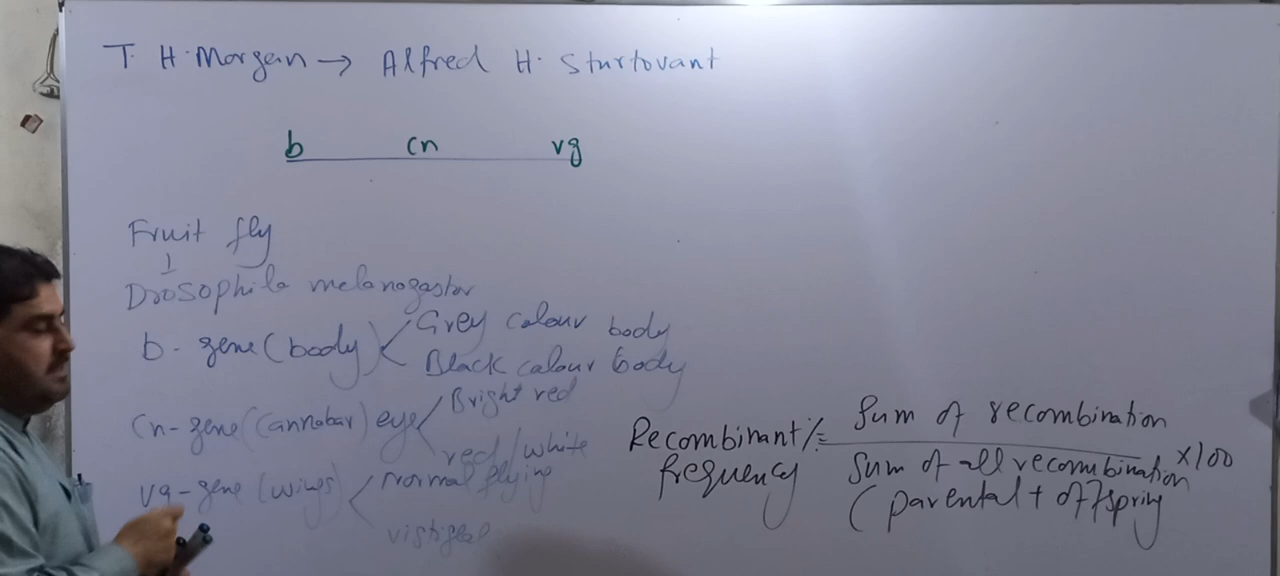 T. H. Morgan → Alfred H. Sturtovant
b cn vg
Fruit fly
↓
Drosophila melanogastor
b- gene (body) < Grey colour body
Black colour body
Cn- gene (Cannabar) eye < Bright red
red / white
vg- gene (wings) < Normal flying
vistigeal
Recombinant %= Sum of recombination
frequency
Sum of all recombination ×100
(parental + offspring